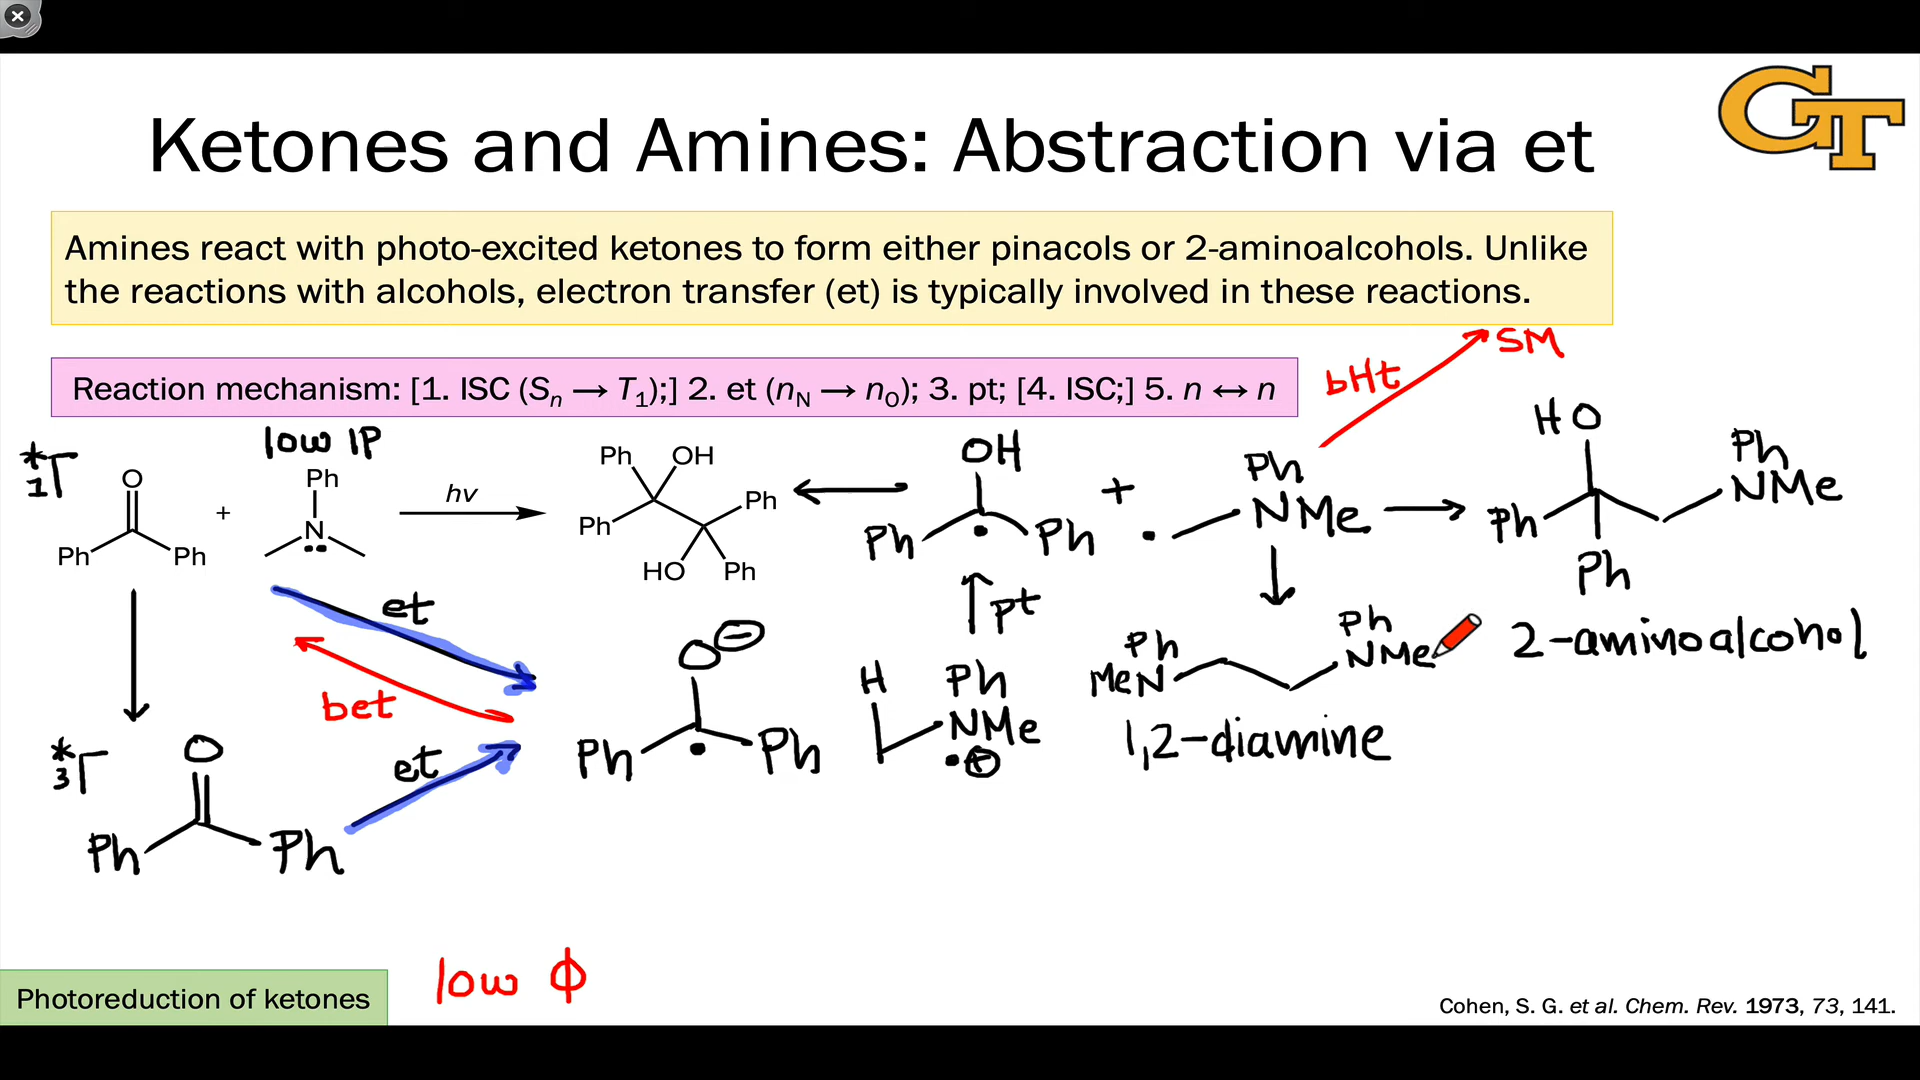 Ketones and Amines: Abstraction via et
GT
Amines react with photo-excited ketones to form either pinacols or 2-aminoalcohols. Unlike
the reactions with alcohols, electron transfer (et) is typically involved in these reactions.
SM
bHt
Reaction mechanism: [1. ISC (Sn → T1);] 2. et (nN → nO); 3. pt; [4. ISC;] 5. n ↔ n
low IP
*1Γ
O
Ph Ph
+
Ph
N
hν
Ph OH
Ph Ph
HO Ph
OH
Ph Ph
+
Ph
NMe
HO
Ph
NMe
Ph
Ph
2-aminoalcohol
et
bet
et
pt
O⊖
Ph Ph
H Ph
NMe
⊕
Ph
MeN
Ph
NMe
1,2-diamine
*3Γ
O
Ph Ph
low Φ
Photoreduction of ketones
Cohen, S. G. et al. Chem. Rev. 1973, 73, 141.